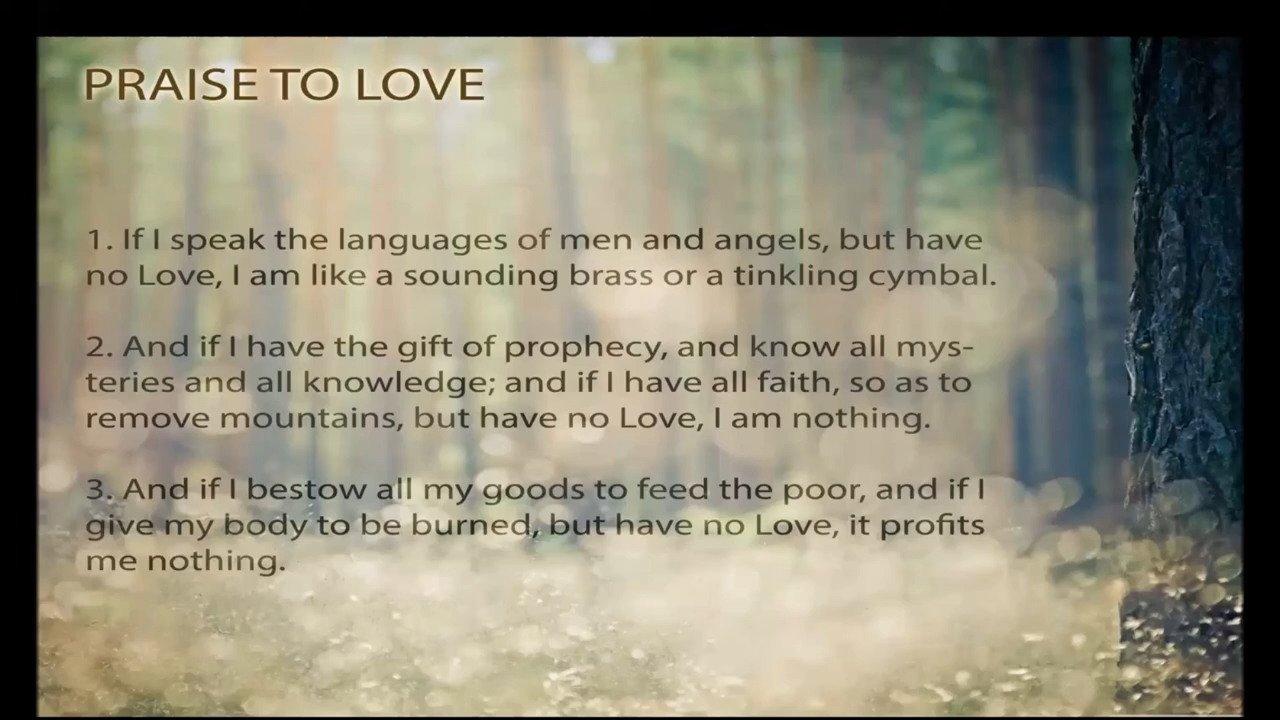 PRAISE TO LOVE
1. If I speak the languages of men and angels, but have
no Love, I am like a sounding brass or a tinkling cymbal.
2. And if I have the gift of prophecy, and know all mys-
teries and all knowledge; and if I have all faith, so as to
remove mountains, but have no Love, I am nothing.
3. And if I bestow all my goods to feed the poor, and if I
give my body to be burned, but have no Love, it profits
me nothing.